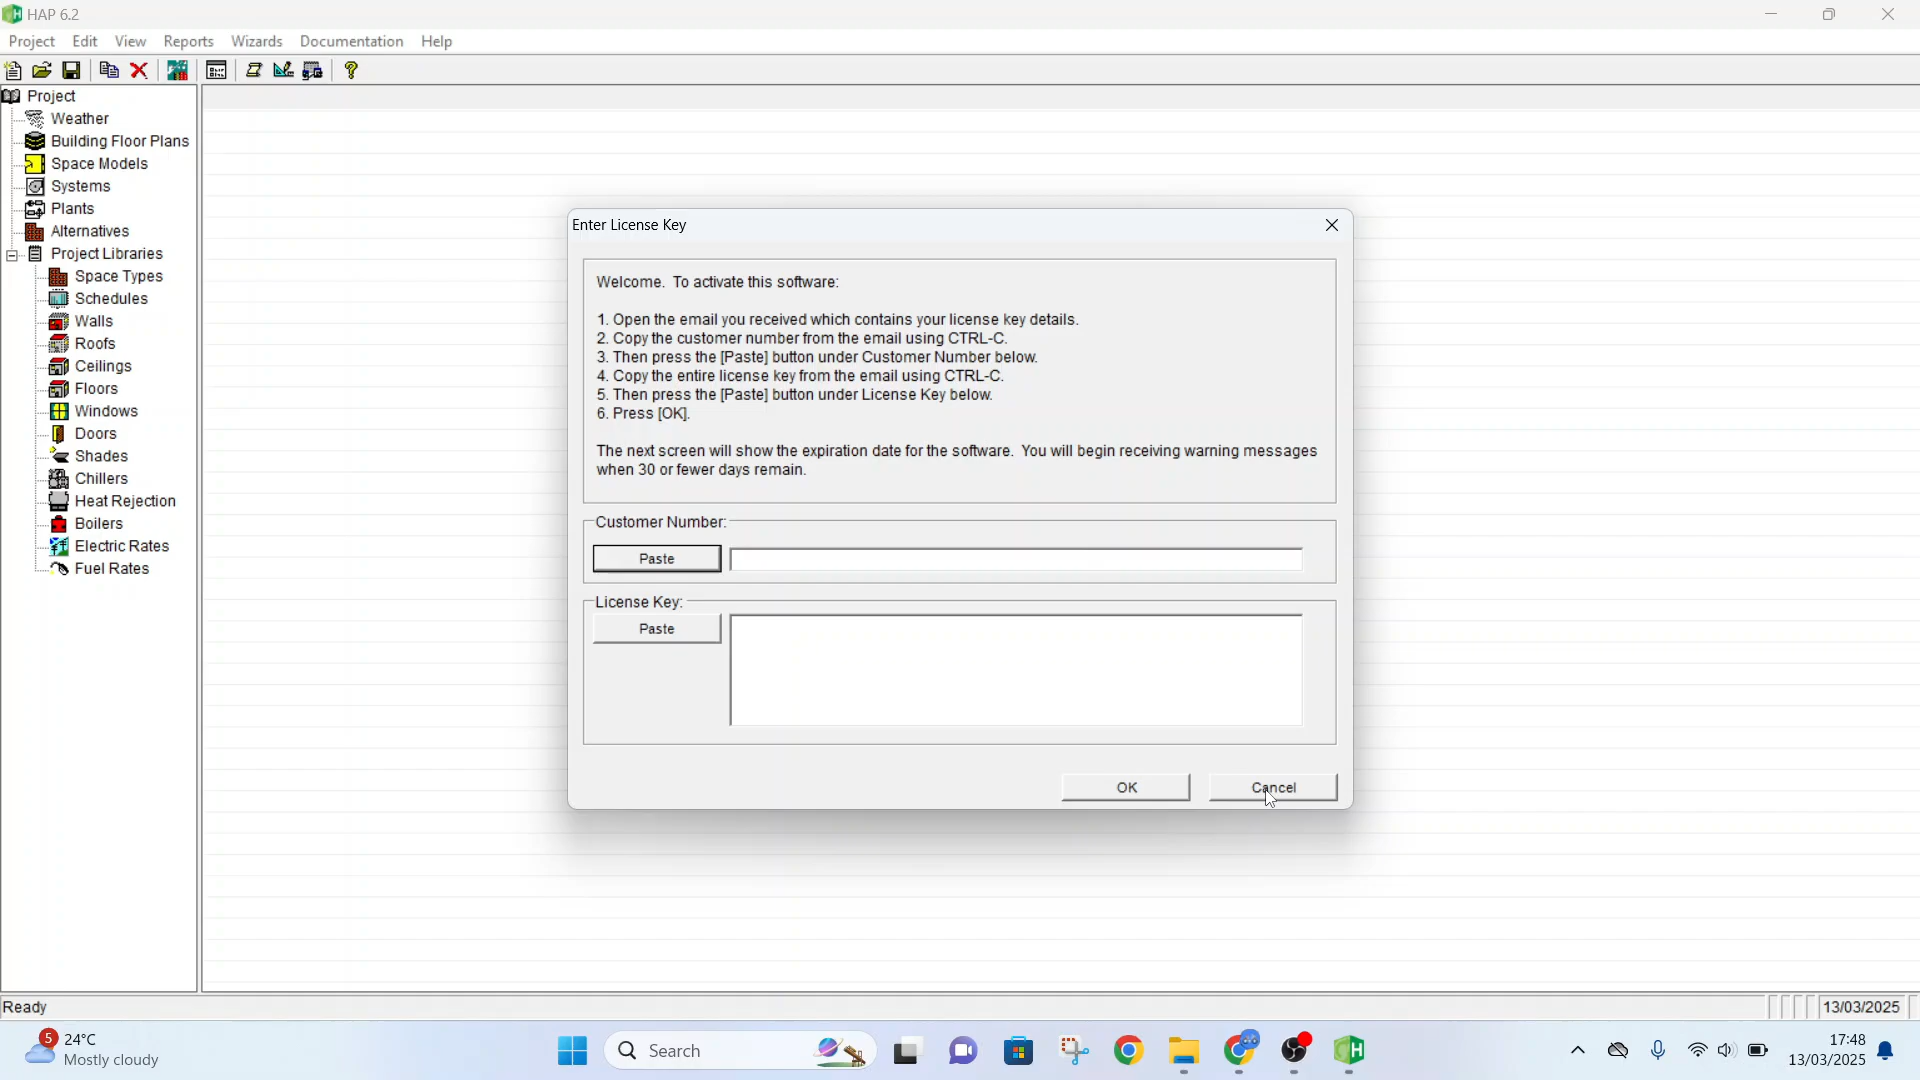 HAP 6.2
Project Edit View Reports Wizards Documentation Help
Project
Weather
Building Floor Plans
Space Models
Systems
Plants
Alternatives
Project Libraries
Space Types
Schedules
Walls
Roofs
Ceilings
Floors
Windows
Doors
Shades
Chillers
Heat Rejection
Boilers
Electric Rates
Fuel Rates
Enter License Key
Welcome. To activate this software:
1. Open the email you received which contains your license key details.
2. Copy the customer number from the email using CTRL-C.
3. Then press the [Paste] button under Customer Number below.
4. Copy the entire license key from the email using CTRL-C.
5. Then press the [Paste] button under License Key below.
6. Press [OK].
The next screen will show the expiration date for the software. You will begin receiving warning messages
when 30 or fewer days remain.
Customer Number:
Paste
License Key:
Paste
OK Cancel
Ready 13/03/2025
5 24°C
Mostly cloudy
Search
17:48
13/03/2025